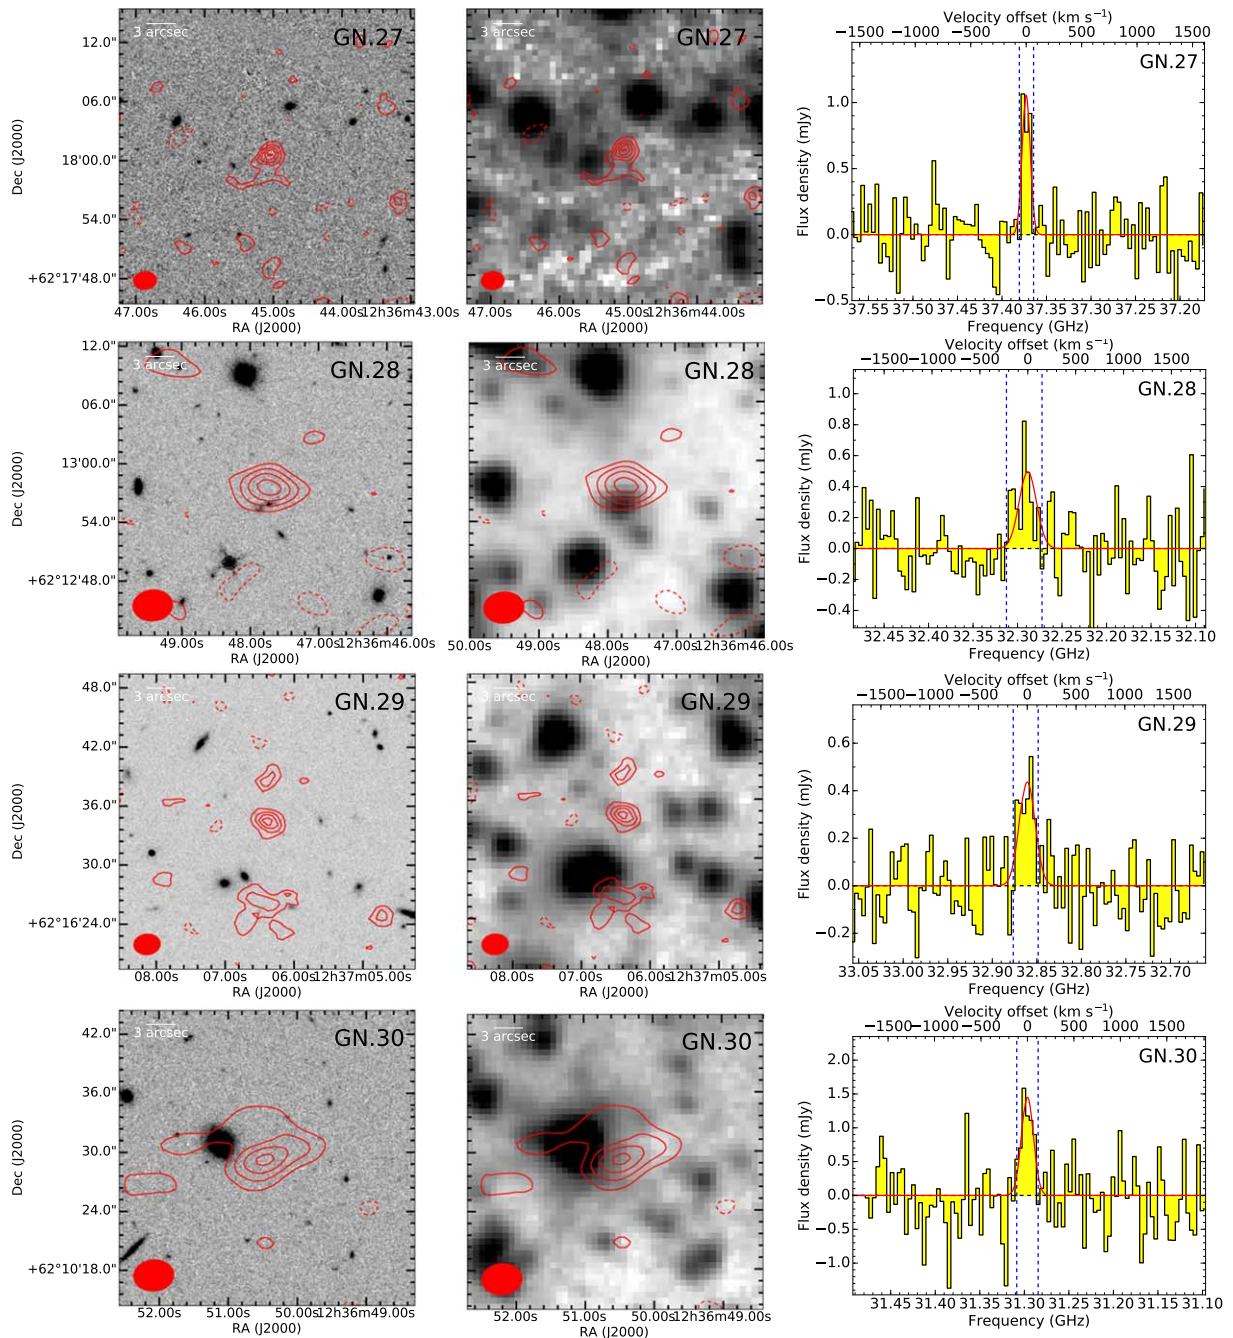 3 arcsec
GN.27
12.0"
06.0"
18'00.0"
54.0"
+62°17'48.0"
Dec (J2000)
47.00s 46.00s 45.00s 44.00s 12h36m43.00s
RA (J2000)
3 arcsec
GN.27
47.00s 46.00s 45.00s 12h36m44.00s
RA (J2000)
Velocity offset (km s⁻¹)
−1500 −1000 −500 0 500 1000 1500
GN.27
1.0
0.5
0.0
−0.5
Flux density (mJy)
37.55 37.50 37.45 37.40 37.35 37.30 37.25 37.20
Frequency (GHz)
3 arcsec
GN.28
12.0"
06.0"
13'00.0"
54.0"
+62°12'48.0"
Dec (J2000)
49.00s 48.00s 47.00s 12h36m46.00s
RA (J2000)
3 arcsec
GN.28
50.00s 49.00s 48.00s 47.00s 12h36m46.00s
RA (J2000)
Velocity offset (km s⁻¹)
−1500 −1000 −500 0 500 1000 1500
GN.28
1.0
0.8
0.6
0.4
0.2
0.0
−0.2
−0.4
Flux density (mJy)
32.45 32.40 32.35 32.30 32.25 32.20 32.15 32.10
Frequency (GHz)
3 arcsec
GN.29
48.0"
42.0"
36.0"
30.0"
+62°16'24.0"
Dec (J2000)
08.00s 07.00s 06.00s 12h37m05.00s
RA (J2000)
3 arcsec
GN.29
08.00s 07.00s 06.00s 12h37m05.00s
RA (J2000)
Velocity offset (km s⁻¹)
−1500 −1000 −500 0 500 1000 1500
GN.29
0.6
0.4
0.2
0.0
−0.2
Flux density (mJy)
33.05 33.00 32.95 32.90 32.85 32.80 32.75 32.70
Frequency (GHz)
3 arcsec
GN.30
42.0"
36.0"
30.0"
24.0"
+62°10'18.0"
Dec (J2000)
52.00s 51.00s 50.00s 12h36m49.00s
RA (J2000)
3 arcsec
GN.30
52.00s 51.00s 50.00s 12h36m49.00s
RA (J2000)
Velocity offset (km s⁻¹)
−1500 −1000 −500 0 500 1000 1500
GN.30
2.0
1.5
1.0
0.5
0.0
−0.5
−1.0
Flux density (mJy)
31.45 31.40 31.35 31.30 31.25 31.20 31.15 31.10
Frequency (GHz)